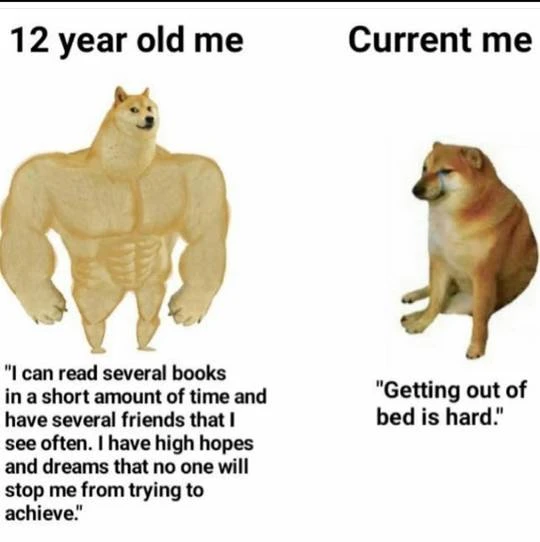 12 year old me
Current me
"I can read several books
in a short amount of time and
have several friends that I
see often. I have high hopes
and dreams that no one will
stop me from trying to
achieve."
"Getting out of
bed is hard."